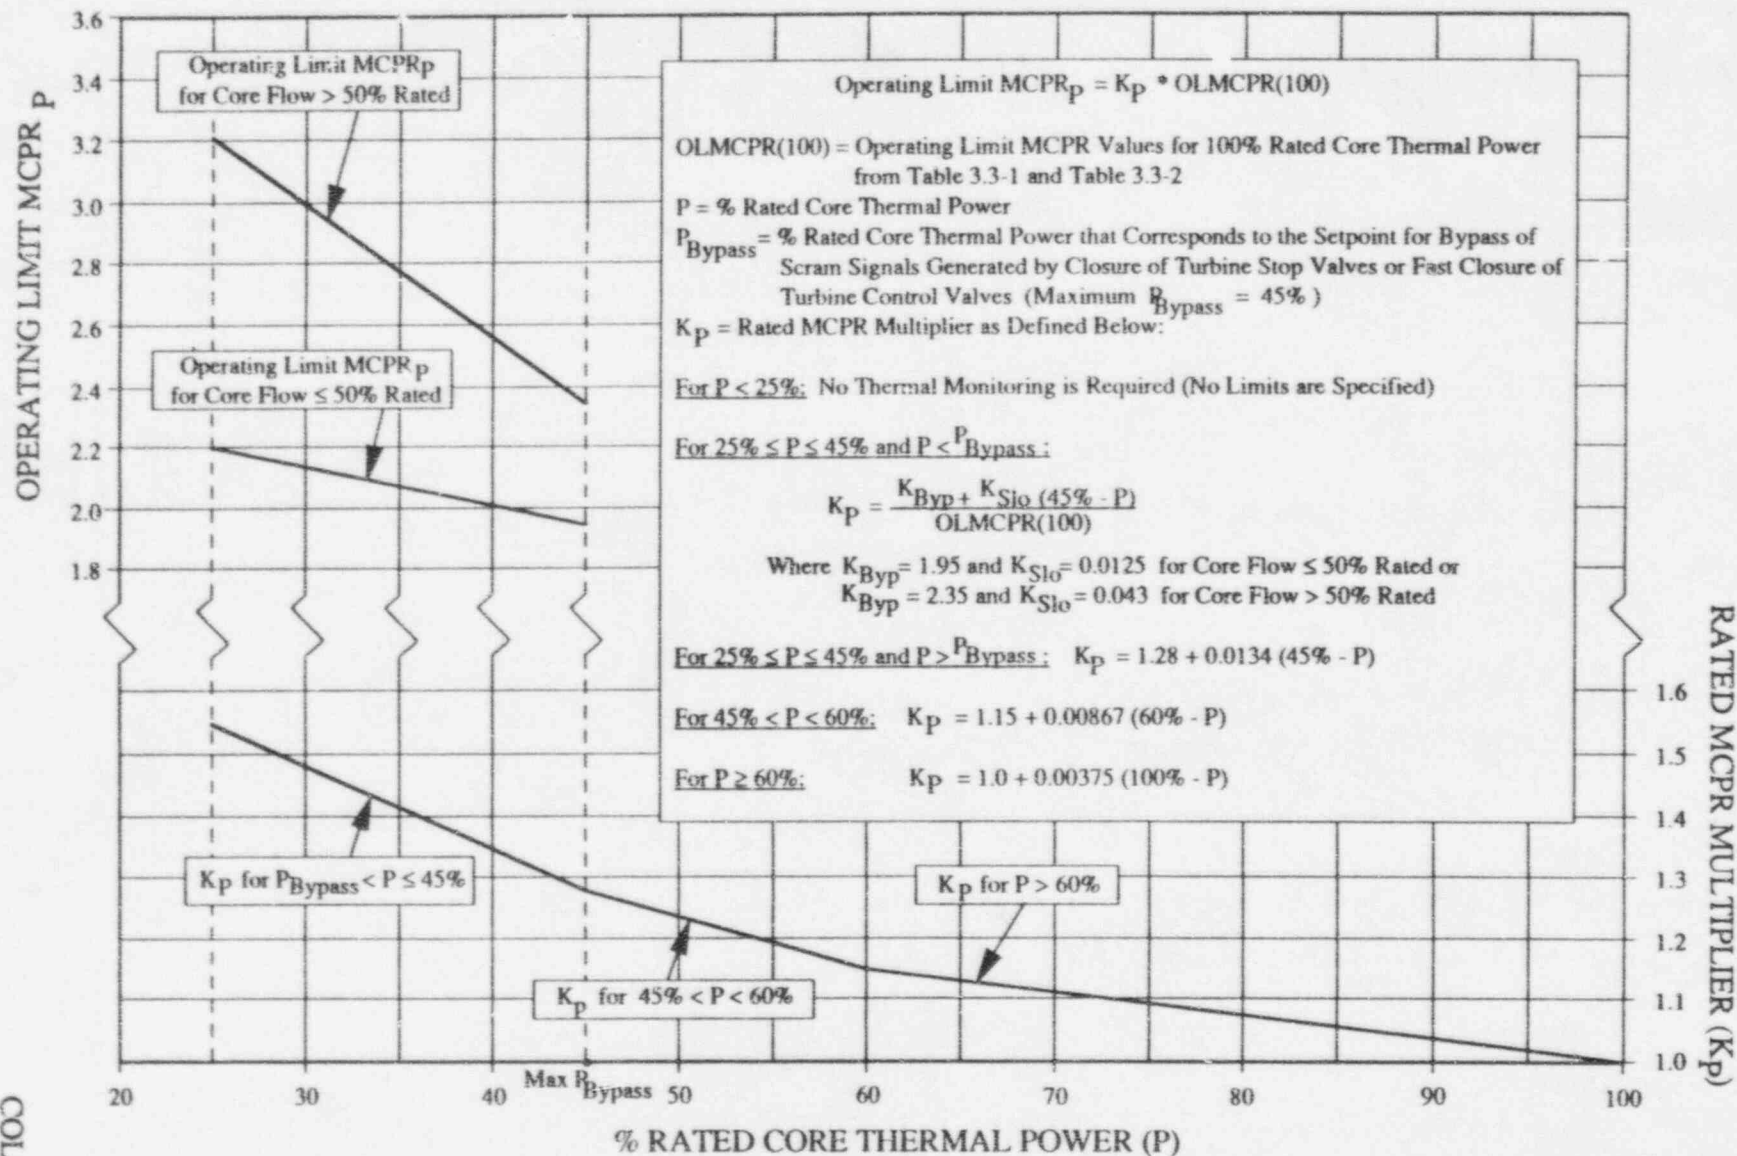 OPERATING LIMIT MCPR P
3.6
3.4
3.2
3.0
2.8
2.6
2.4
2.2
2.0
1.8
Operating Limit MCPRp
for Core Flow > 50% Rated
Operating Limit MCPR p
for Core Flow ≤ 50% Rated
Operating Limit MCPRp = Kp * OLMCPR(100)
OLMCPR(100) = Operating Limit MCPR Values for 100% Rated Core Thermal Power
from Table 3.3-1 and Table 3.3-2
P = % Rated Core Thermal Power
PBypass = % Rated Core Thermal Power that Corresponds to the Setpoint for Bypass of
Scram Signals Generated by Closure of Turbine Stop Valves or Fast Closure of
Turbine Control Valves (Maximum PBypass = 45% )
Kp = Rated MCPR Multiplier as Defined Below:
For P < 25%: No Thermal Monitoring is Required (No Limits are Specified)
For 25% ≤ P ≤ 45% and P < PBypass :
Kp = KByp + KSlo (45% - P)
OLMCPR(100)
Where KByp = 1.95 and KSlo = 0.0125 for Core Flow ≤ 50% Rated or
KByp = 2.35 and KSlo = 0.043 for Core Flow > 50% Rated
For 25% ≤ P ≤ 45% and P > PBypass : Kp = 1.28 + 0.0134 (45% - P)
For 45% < P < 60%: Kp = 1.15 + 0.00867 (60% - P)
For P ≥ 60%: Kp = 1.0 + 0.00375 (100% - P)
Kp for PBypass < P ≤ 45%
Kp for 45% < P < 60%
Kp for P > 60%
1.6
1.5
1.4
1.3
1.2
1.1
1.0
RATED MCPR MULTIPLIER (Kp)
20
30
40
Max PBypass
50
60
70
80
90
100
% RATED CORE THERMAL POWER (P)
COL